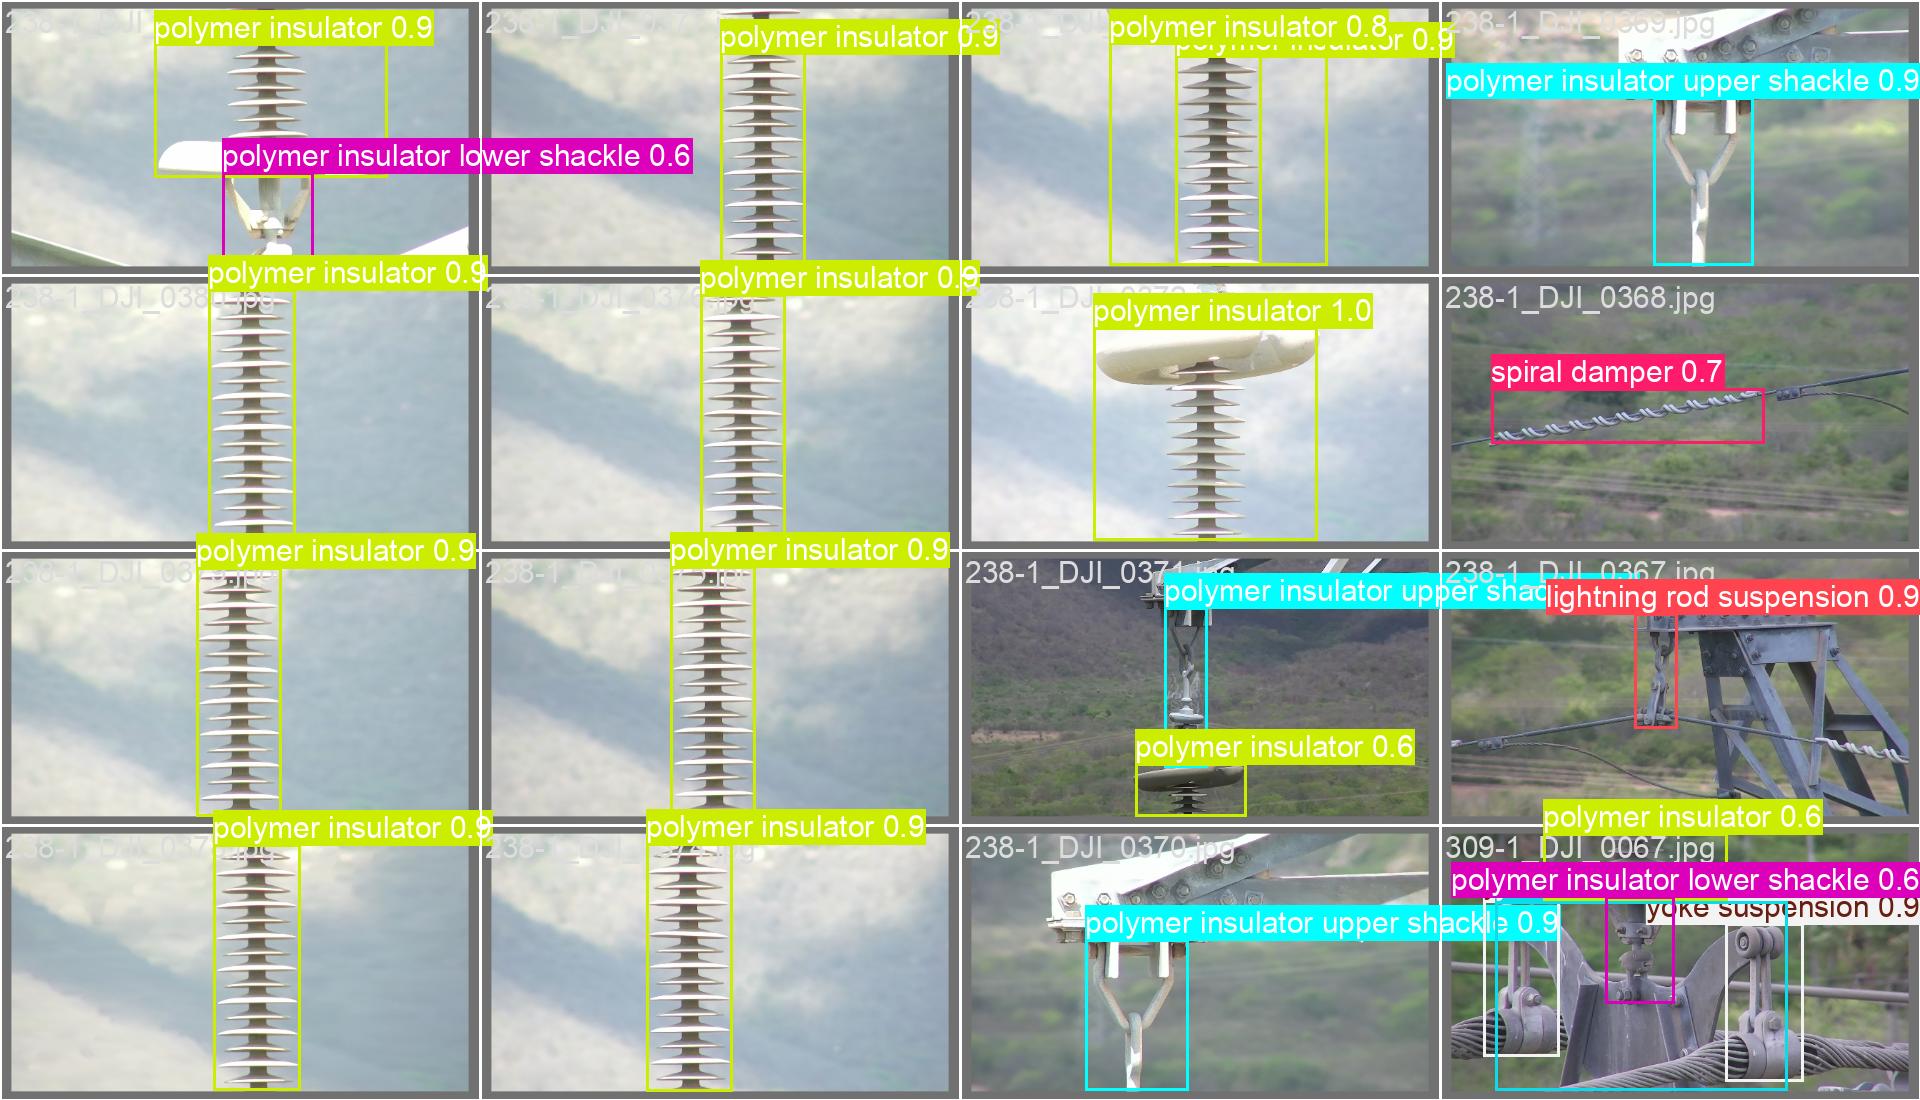 polymer insulator 0.9
polymer insulator lower shackle 0.6
polymer insulator 0.9
polymer insulator 0.8
polymer insulator 0.9
0369.jpg
polymer insulator upper shackle 0.9
polymer insulator 0.9
238-1_DJI_0380.jpg
polymer insulator 0.9
polymer insulator 1.0
238-1_DJI_0368.jpg
spiral damper 0.7
polymer insulator 0.9
polymer insulator 0.9
238-1_DJI_0371.jpg
polymer insulator upper shac
polymer insulator 0.6
238-1_DJI_0367.jpg
lightning rod suspension 0.9
polymer insulator 0.9
polymer insulator 0.9
238-1_DJI_0370.jpg
polymer insulator upper shackle 0.9
polymer insulator 0.6
309-1_DJI_0067.jpg
polymer insulator lower shackle 0.6
yoke suspension 0.9